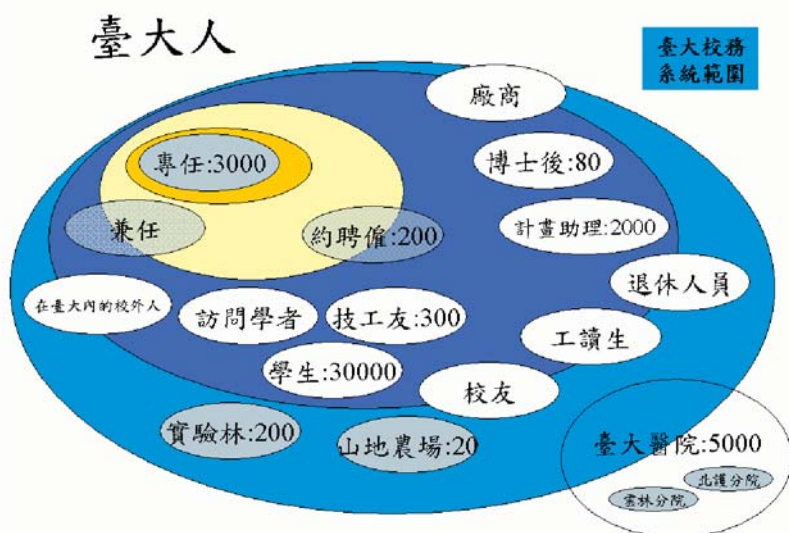 臺大人
臺大校務
系統範圍
廠商
專任:3000
博士後:80
兼任
約聘僱:200
計畫助理:2000
退休人員
在臺大內的校外人
訪問學者
技工友:300
工讀生
學生:30000
校友
實驗林:200
山地農場:20
臺大醫院:5000
北護分院
雲林分院